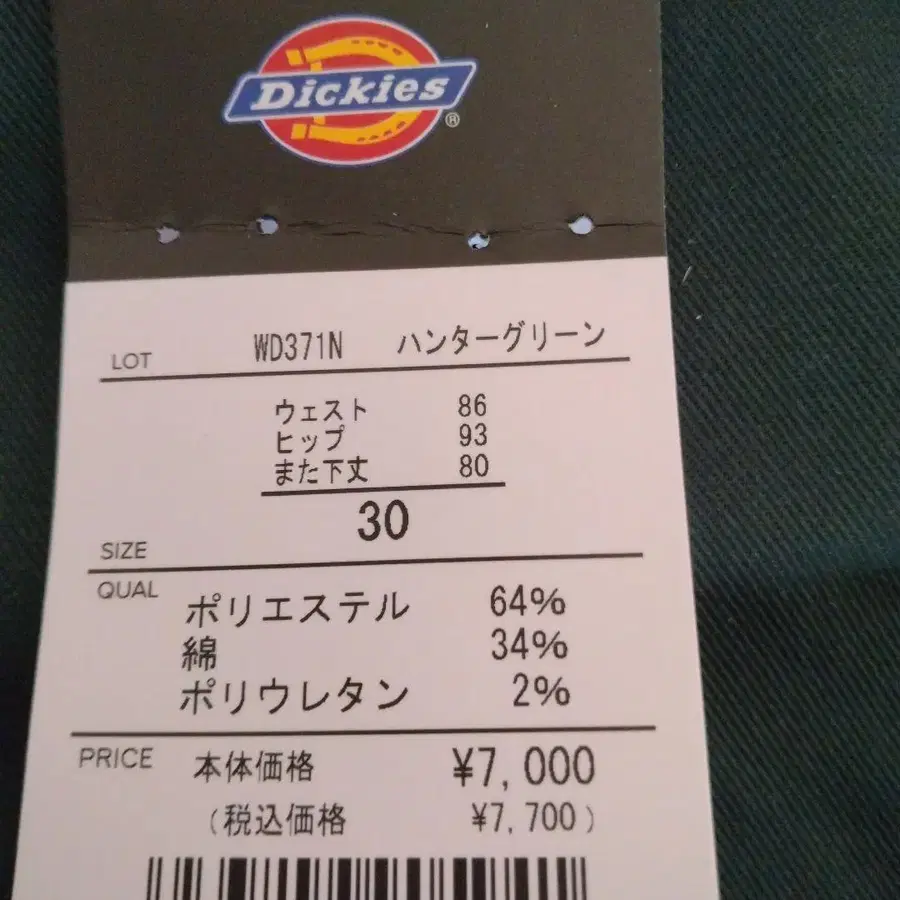 Dickies
®
LOT WD371N ハンターグリーン
ウェスト 86
ヒップ 93
また下丈 80
SIZE 30
QUAL ポリエステル 64%
綿 34%
ポリウレタン 2%
PRICE 本体価格 ¥7,000
(税込価格 ¥7,700)